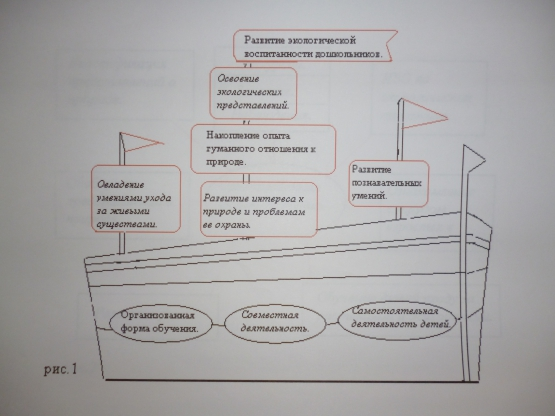 Развитие экологической
воспитанности дошкольников.
Освоение
экологических
представлений.
Накопление опыта
гуманного отношения к
природе.
Овладение
умениями ухода
за живыми
существами.
Развитие интереса к
природе и проблемам
ее охраны.
Развитие
познавательных
умений.
Организованная
форма обучения.
Совместная
деятельность.
Самостоятельная
деятельность детей.
рис.1